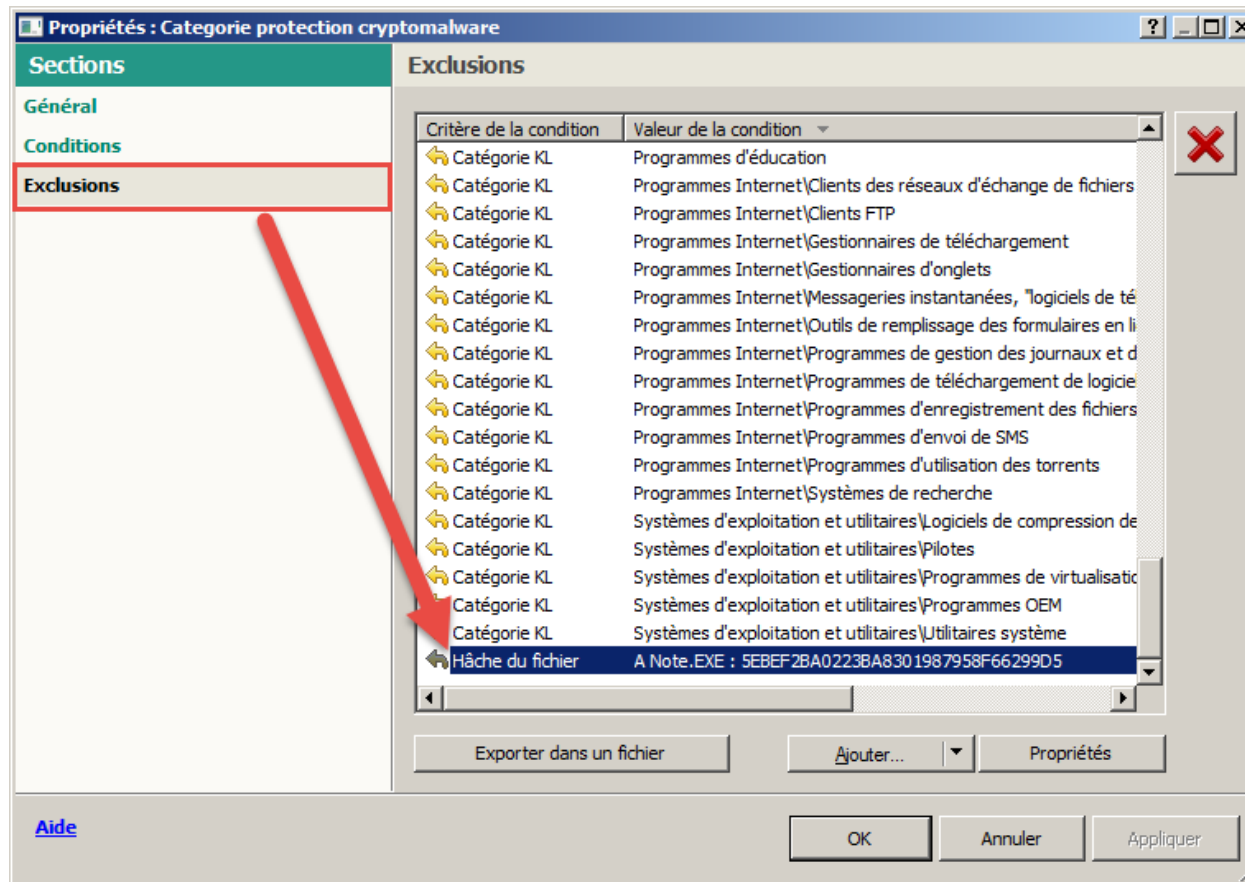 Propriétés : Categorie protection cryptomalware
Sections
Général
Conditions
Exclusions
Exclusions
Critère de la condition Valeur de la condition
Catégorie KL Programmes d'éducation
Catégorie KL Programmes Internet\Clients des réseaux d'échange de fichiers
Catégorie KL Programmes Internet\Clients FTP
Catégorie KL Programmes Internet\Gestionnaires de téléchargement
Catégorie KL Programmes Internet\Gestionnaires d'onglets
Catégorie KL Programmes Internet\Messageries instantanées, "logiciels de té
Catégorie KL Programmes Internet\Outils de remplissage des formulaires en li
Catégorie KL Programmes Internet\Programmes de gestion des journaux et d
Catégorie KL Programmes Internet\Programmes de téléchargement de logicie
Catégorie KL Programmes Internet\Programmes d'enregistrement des fichiers
Catégorie KL Programmes Internet\Programmes d'envoi de SMS
Catégorie KL Programmes Internet\Programmes d'utilisation des torrents
Catégorie KL Programmes Internet\Systèmes de recherche
Catégorie KL Systèmes d'exploitation et utilitaires\Logiciels de compression de
Catégorie KL Systèmes d'exploitation et utilitaires\Pilotes
Catégorie KL Systèmes d'exploitation et utilitaires\Programmes de virtualisatio
Catégorie KL Systèmes d'exploitation et utilitaires\Programmes OEM
Catégorie KL Systèmes d'exploitation et utilitaires\Utilitaires système
Hâche du fichier A Note.EXE : 5EBEF2BA0223BA8301987958F66299D5
Exporter dans un fichier Ajouter... Propriétés
Aide
OK Annuler Appliquer